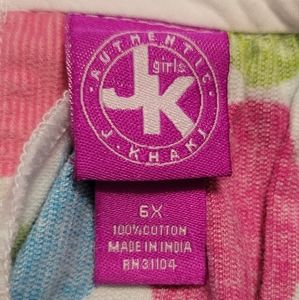 AUTHENTIC
JK
girls
J. KHAKI
6X
100% COTTON
MADE IN INDIA
RN 31104